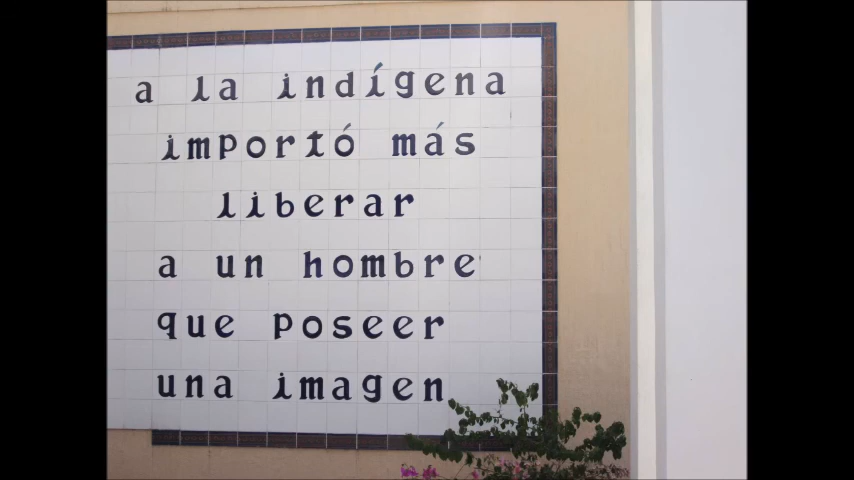 a la indígena
importó más
liberar
a un hombre
que poseer
una imagen